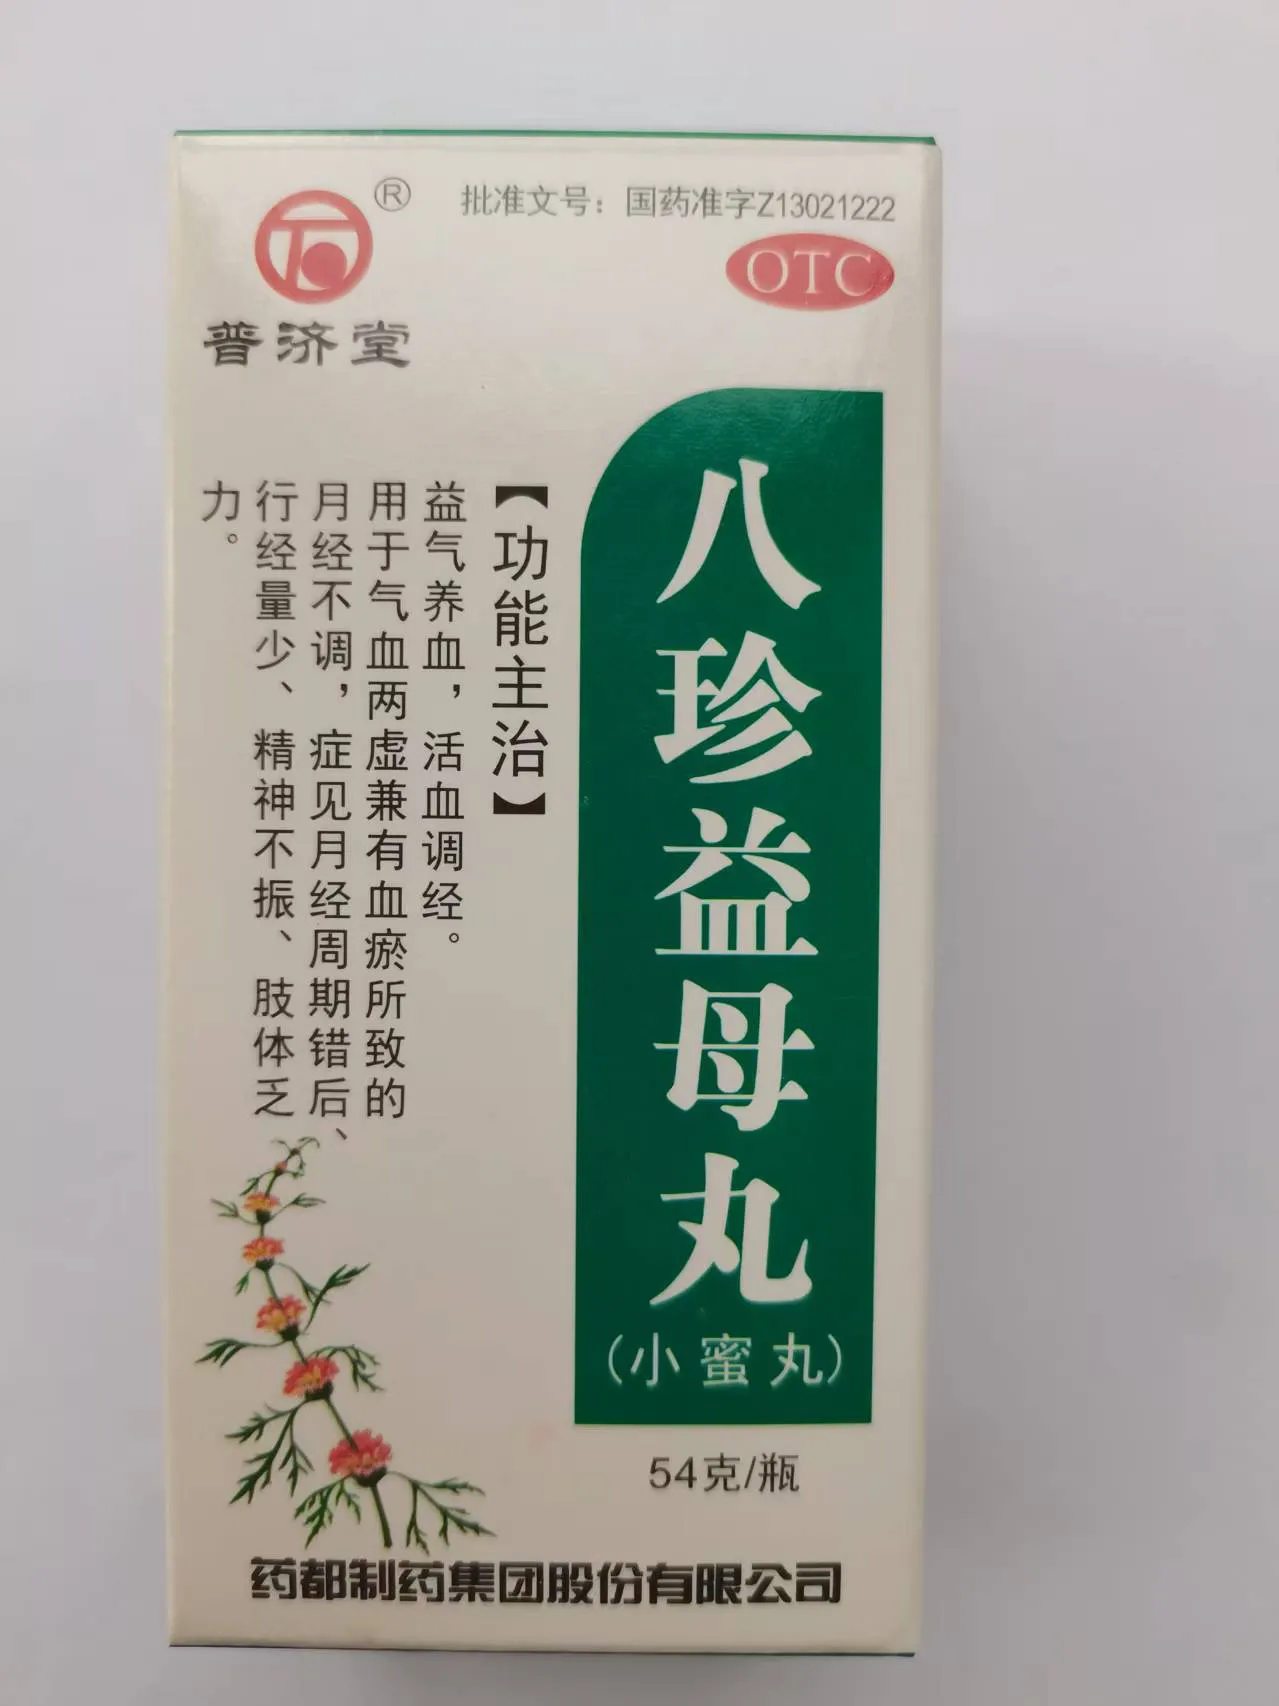 ®
批准文号：国药准字Z13021222
OTC
普济堂
八珍益母丸
（小蜜丸）
【功能主治】
益气养血，活血调经。
用于气血两虚兼有血瘀所致的
月经不调，症见月经周期错后、
行经量少、精神不振、肢体乏
力。
54克/瓶
药都制药集团股份有限公司